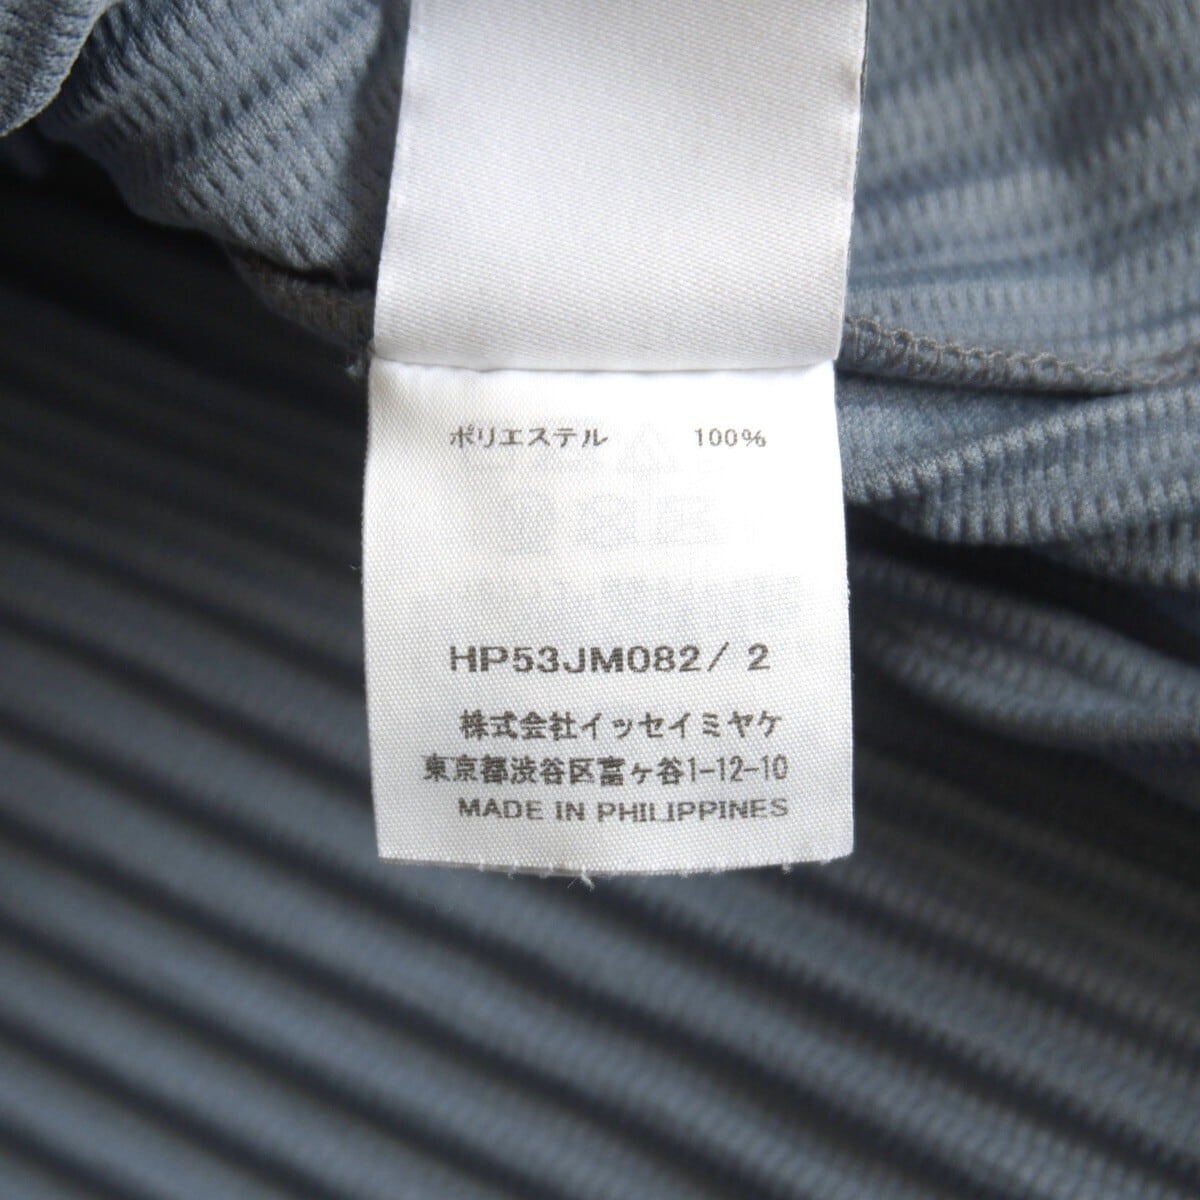 ポリエステル 100%
HP53JM082/ 2
株式会社イッセイミヤケ
東京都渋谷区富ヶ谷1-12-10
MADE IN PHILIPPINES